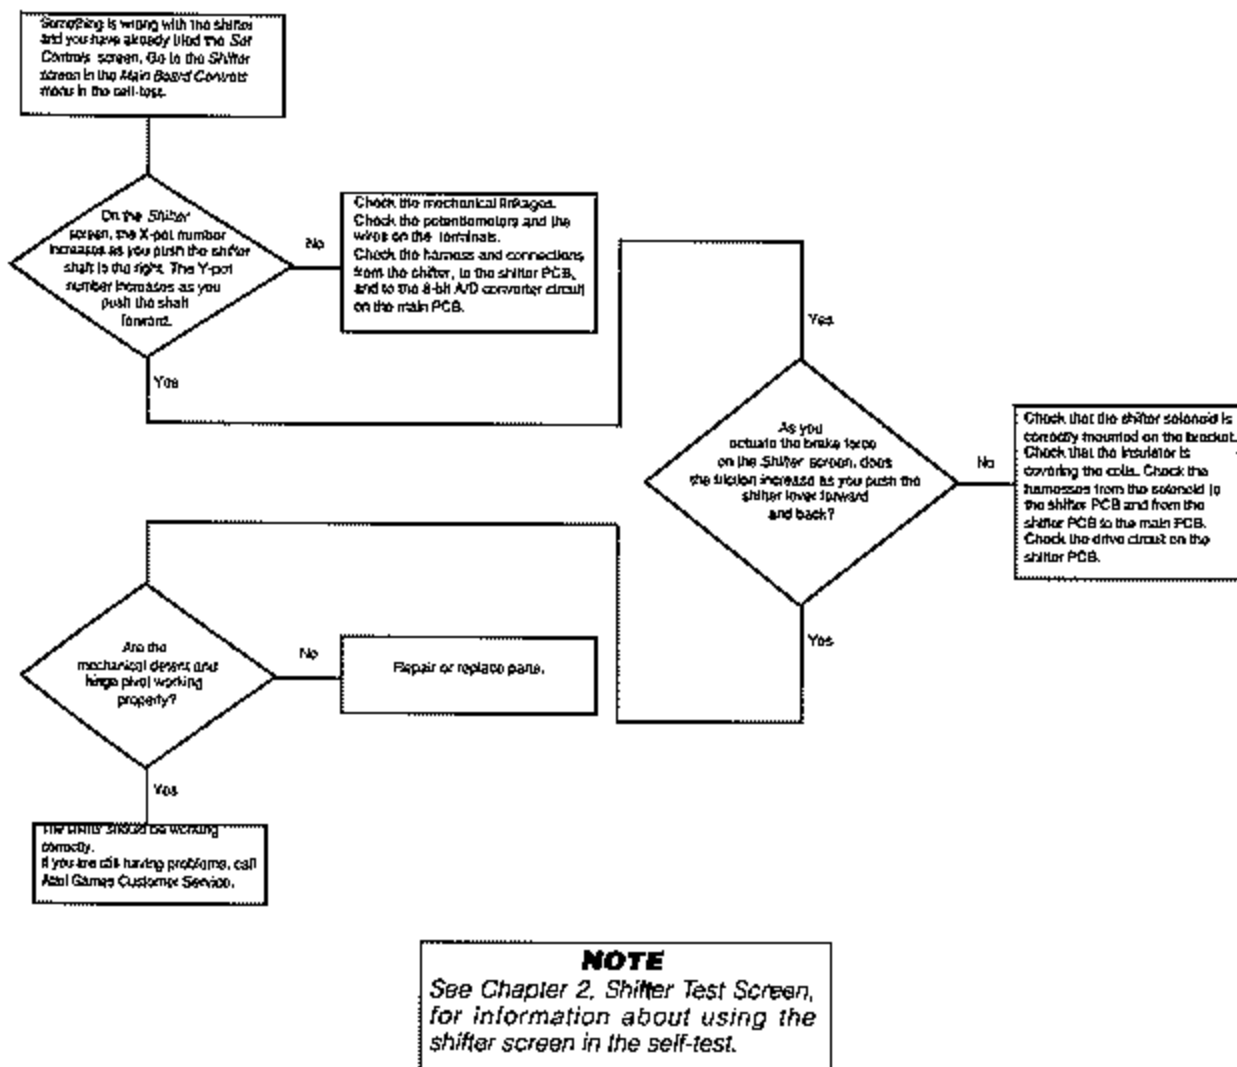 Something is wrong with the shifter
and you have already tried the Set
Controls screen. Go to the Shifter
screen in the Main Board Controls
menu in the self-test.
On the Shifter
screen, the X-pot number
increases as you push the shifter
shaft to the right. The Y-pot
number increases as you
push the shaft
forward.
No
Check the mechanical linkages.
Check the potentiometers and the
wires on the terminals.
Check the harness and connections
from the shifter, to the shifter PCB,
and to the 8-bit A/D converter circuit
on the main PCB.
Yes
Yes
As you
actuate the brake force
on the Shifter screen, does
the friction increase as you push the
shifter lever forward
and back?
No
Check that the shifter solenoid is
correctly mounted on the bracket.
Check that the insulator is
covering the coils. Check the
harnesses from the solenoid to
the shifter PCB and from the
shifter PCB to the main PCB.
Check the drive circuit on the
shifter PCB.
Yes
Are the
mechanical detent and
hinge pivot working
properly?
No
Repair or replace parts.
Yes
The shifter should be working
correctly.
If you are still having problems, call
Atari Games Customer Service.
NOTE
See Chapter 2, Shifter Test Screen,
for information about using the
shifter screen in the self-test.